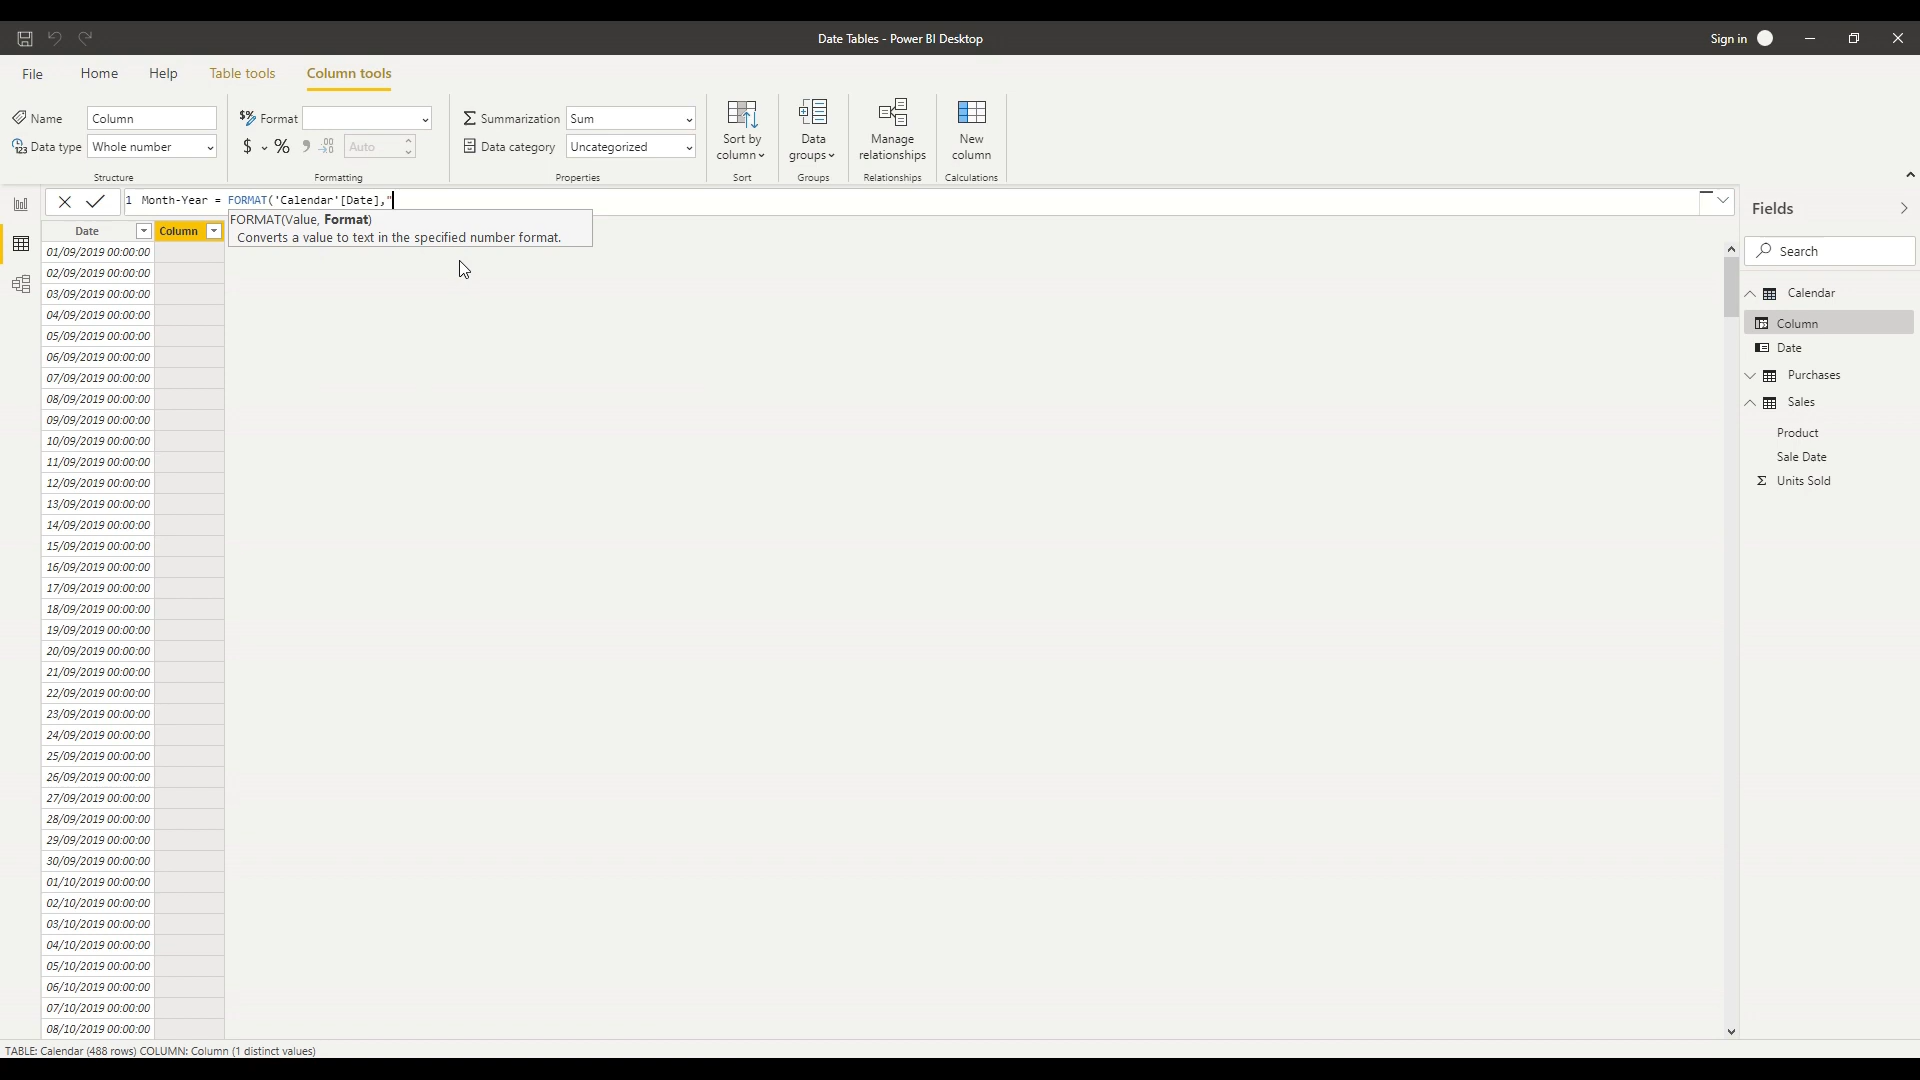 Date Tables - Power BI Desktop
Sign in
File Home Help Table tools Column tools
Name Column
Data type Whole number
Structure
Format
$ % 9 .00 Auto
Formatting
Summarization Sum
Data category Uncategorized
Properties
Sort by column
Sort
Data groups
Groups
Manage relationships
Relationships
New column
Calculations
1 Month-Year = FORMAT('Calendar'[Date],"
FORMAT(Value, Format)
Converts a value to text in the specified number format.
Date Column
01/09/2019 00:00:00
02/09/2019 00:00:00
03/09/2019 00:00:00
04/09/2019 00:00:00
05/09/2019 00:00:00
06/09/2019 00:00:00
07/09/2019 00:00:00
08/09/2019 00:00:00
09/09/2019 00:00:00
10/09/2019 00:00:00
11/09/2019 00:00:00
12/09/2019 00:00:00
13/09/2019 00:00:00
14/09/2019 00:00:00
15/09/2019 00:00:00
16/09/2019 00:00:00
17/09/2019 00:00:00
18/09/2019 00:00:00
19/09/2019 00:00:00
20/09/2019 00:00:00
21/09/2019 00:00:00
22/09/2019 00:00:00
23/09/2019 00:00:00
24/09/2019 00:00:00
25/09/2019 00:00:00
26/09/2019 00:00:00
27/09/2019 00:00:00
28/09/2019 00:00:00
29/09/2019 00:00:00
30/09/2019 00:00:00
01/10/2019 00:00:00
02/10/2019 00:00:00
03/10/2019 00:00:00
04/10/2019 00:00:00
05/10/2019 00:00:00
06/10/2019 00:00:00
07/10/2019 00:00:00
08/10/2019 00:00:00
Fields
Search
Calendar
Column
Date
Purchases
Sales
Product
Sale Date
Σ Units Sold
TABLE: Calendar (488 rows) COLUMN: Column (1 distinct values)